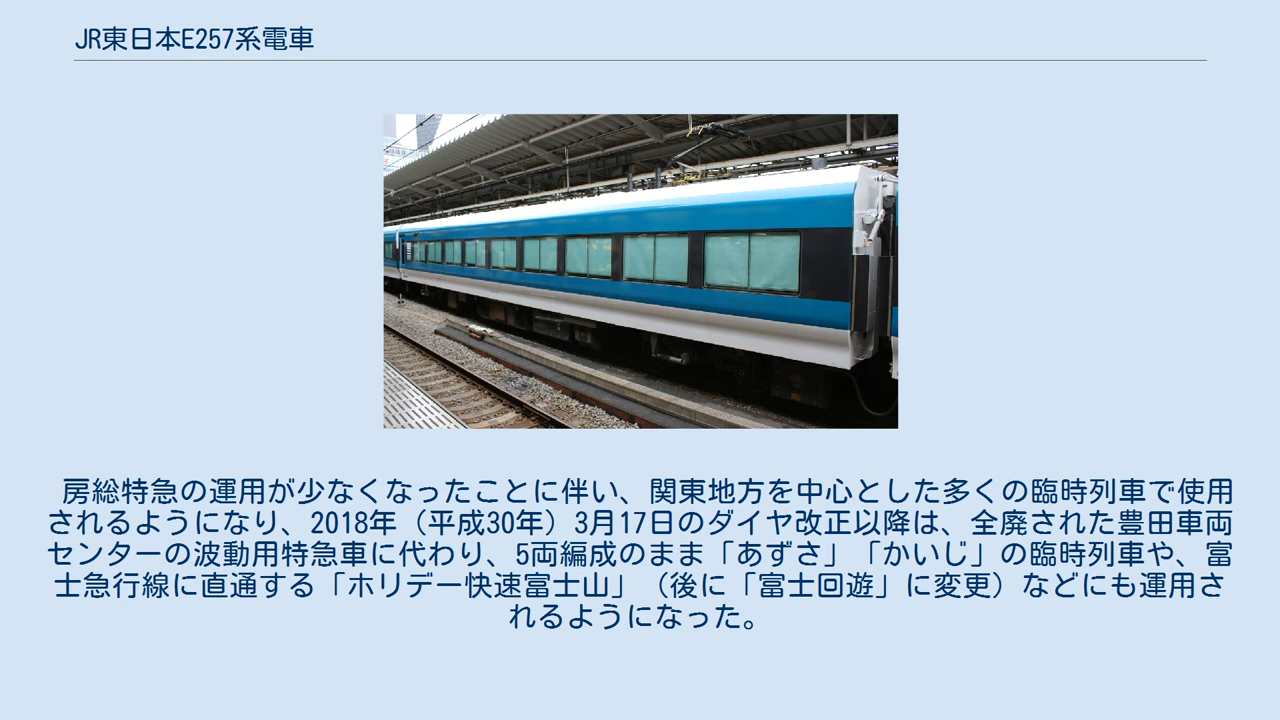 JR東日本E257系電車
房総特急の運用が少なくなったことに伴い、関東地方を中心とした多くの臨時列車で使用
されるようになり、2018年（平成30年）3月17日のダイヤ改正以降は、全廃された豊田車両
センターの波動用特急車に代わり、5両編成のまま「あずさ」「かいじ」の臨時列車や、富
士急行線に直通する「ホリデー快速富士山」（後に「富士回遊」に変更）などにも運用さ
れるようになった。